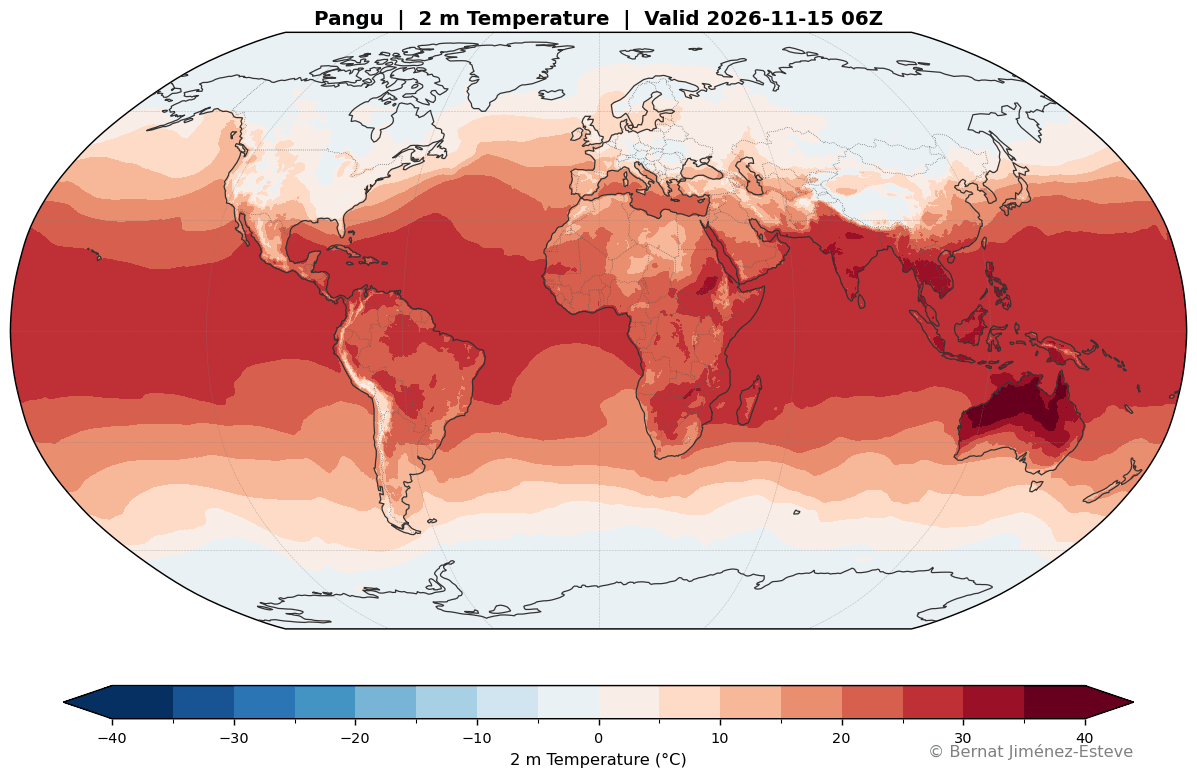 Pangu | 2 m Temperature | Valid 2026-11-15 06Z
−40 −30 −20 −10 0 10 20 30 40
2 m Temperature (°C)
© Bernat Jiménez-Esteve